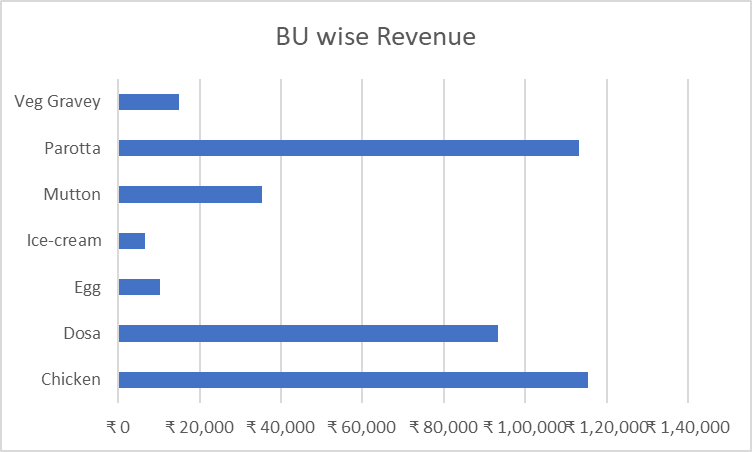 BU wise Revenue
Veg Gravey
Parotta
Mutton
Ice-cream
Egg
Dosa
Chicken
₹ 0 ₹ 20,000 ₹ 40,000 ₹ 60,000 ₹ 80,000 ₹ 1,00,000 ₹ 1,20,000 ₹ 1,40,000